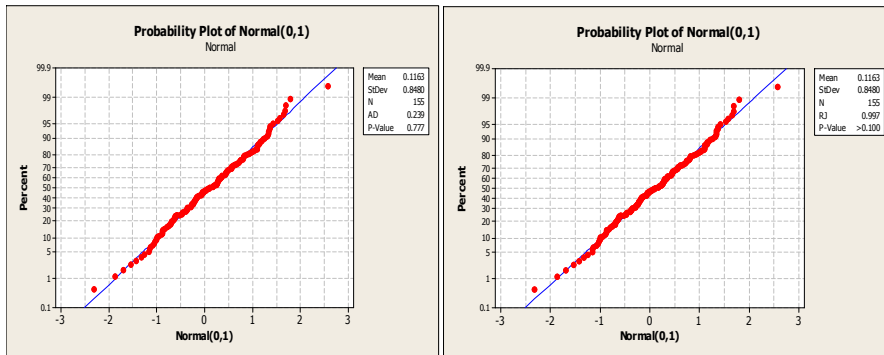 Probability Plot of Normal(0,1)
Normal
99.9
99
95
90
80
70
60
50
40
30
20
10
5
1
0.1
Percent
-3 -2 -1 0 1 2 3
Normal(0,1)
Mean 0.1163
StDev 0.8480
N 155
AD 0.239
P-Value 0.777
Probability Plot of Normal(0,1)
Normal
99.9
99
95
90
80
70
60
50
40
30
20
10
5
1
0.1
Percent
-3 -2 -1 0 1 2 3
Normal(0,1)
Mean 0.1163
StDev 0.8480
N 155
RJ 0.997
P-Value >0.100